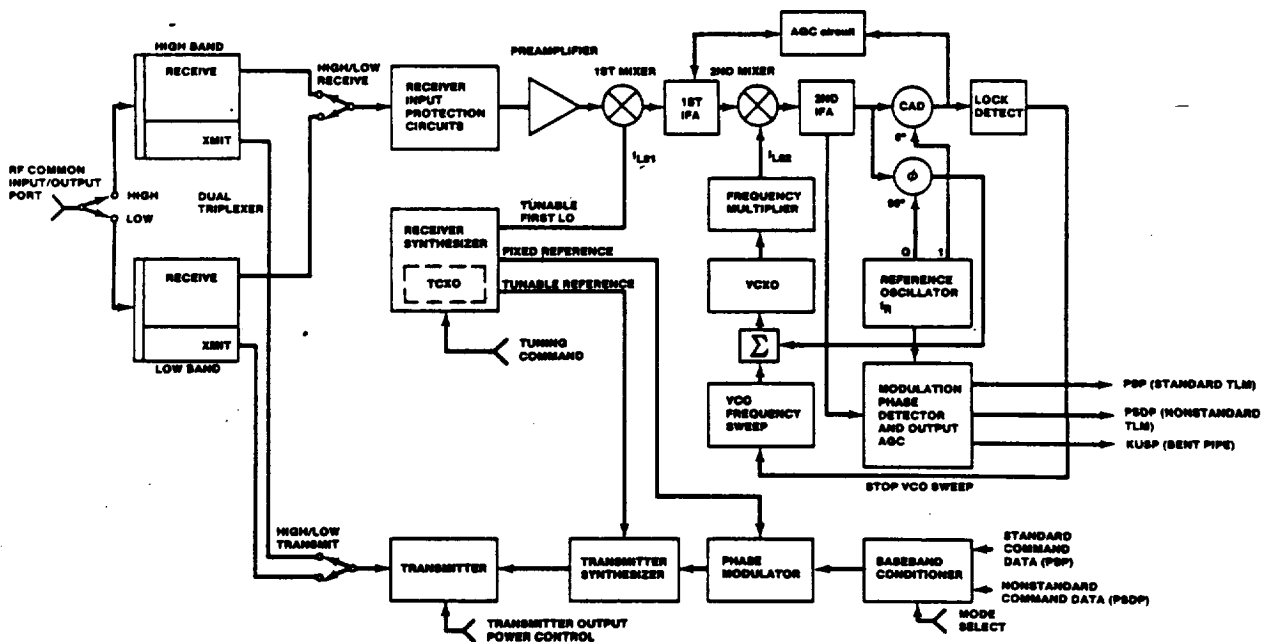 HIGH BAND
RECEIVE
XMIT
HIGH/LOW
RECEIVE
RECEIVER
INPUT
PROTECTION
CIRCUITS
PREAMPLIFIER
1ST MIXER
1ST
IFA
2ND MIXER
2ND
IFA
AGC circuit
CAD
LOCK
DETECT
0°
ϕ
90°
Q
1
REFERENCE
OSCILLATOR
fR
RF COMMON
INPUT/OUTPUT
PORT
HIGH
LOW
DUAL
TRIPLEXER
RECEIVE
XMIT
LOW BAND
RECEIVER
SYNTHESIZER
TCXO
TUNABLE
FIRST LO
FIXED REFERENCE
TUNABLE REFERENCE
TUNING
COMMAND
fLO1
fLO2
FREQUENCY
MULTIPLIER
VCXO
Σ
VCO
FREQUENCY
SWEEP
MODULATION
PHASE
DETECTOR
AND OUTPUT
AGC
PSP (STANDARD TLM)
PSDP (NONSTANDARD
TLM)
KUSP (BENT PIPE)
STOP VCO SWEEP
HIGH/LOW
TRANSMIT
TRANSMITTER
TRANSMITTER
SYNTHESIZER
PHASE
MODULATOR
BASEBAND
CONDITIONER
STANDARD
COMMAND
DATA (PSP)
NONSTANDARD
COMMAND DATA (PSDP)
MODE
SELECT
TRANSMITTER OUTPUT
POWER CONTROL